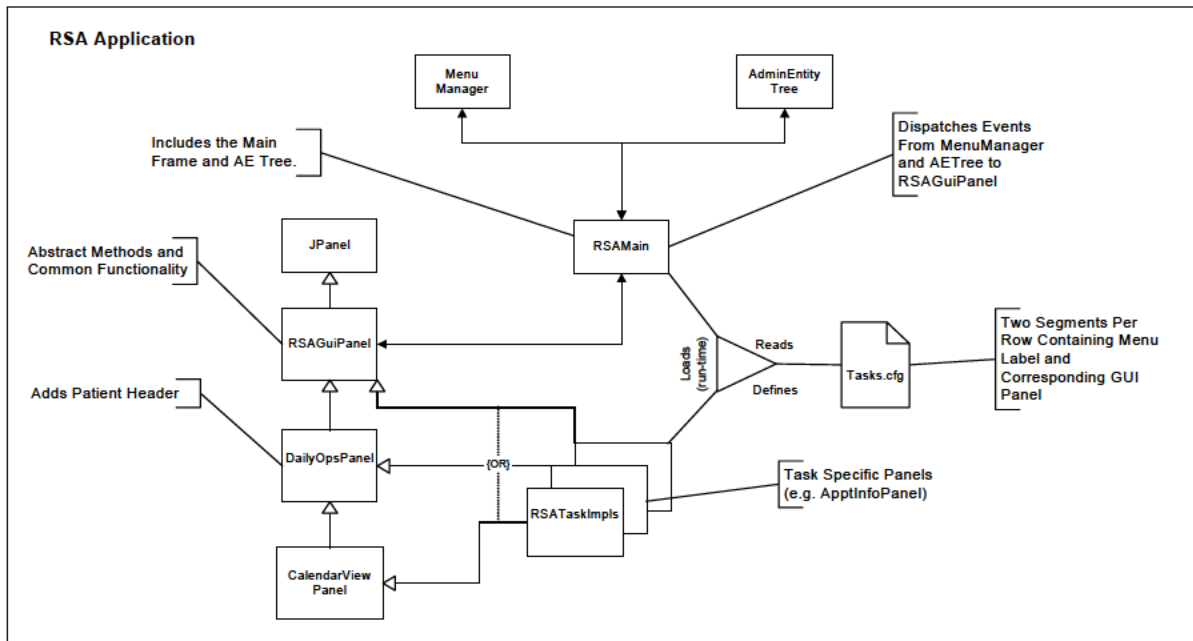 RSA Application
Menu
Manager
AdminEntity
Tree
Includes the Main
Frame and AE Tree.
Dispatches Events
From MenuManager
and AETree to
RSAGuiPanel
JPanel
RSAMain
Abstract Methods and
Common Functionality
RSAGuiPanel
Loads
(run-time)
Reads
Defines
Tasks.cfg
Two Segments Per
Row Containing Menu
Label and
Corresponding GUI
Panel
Adds Patient Header
DailyOpsPanel
{OR}
RSATaskImpls
Task Specific Panels
(e.g. ApptInfoPanel)
CalendarView
Panel